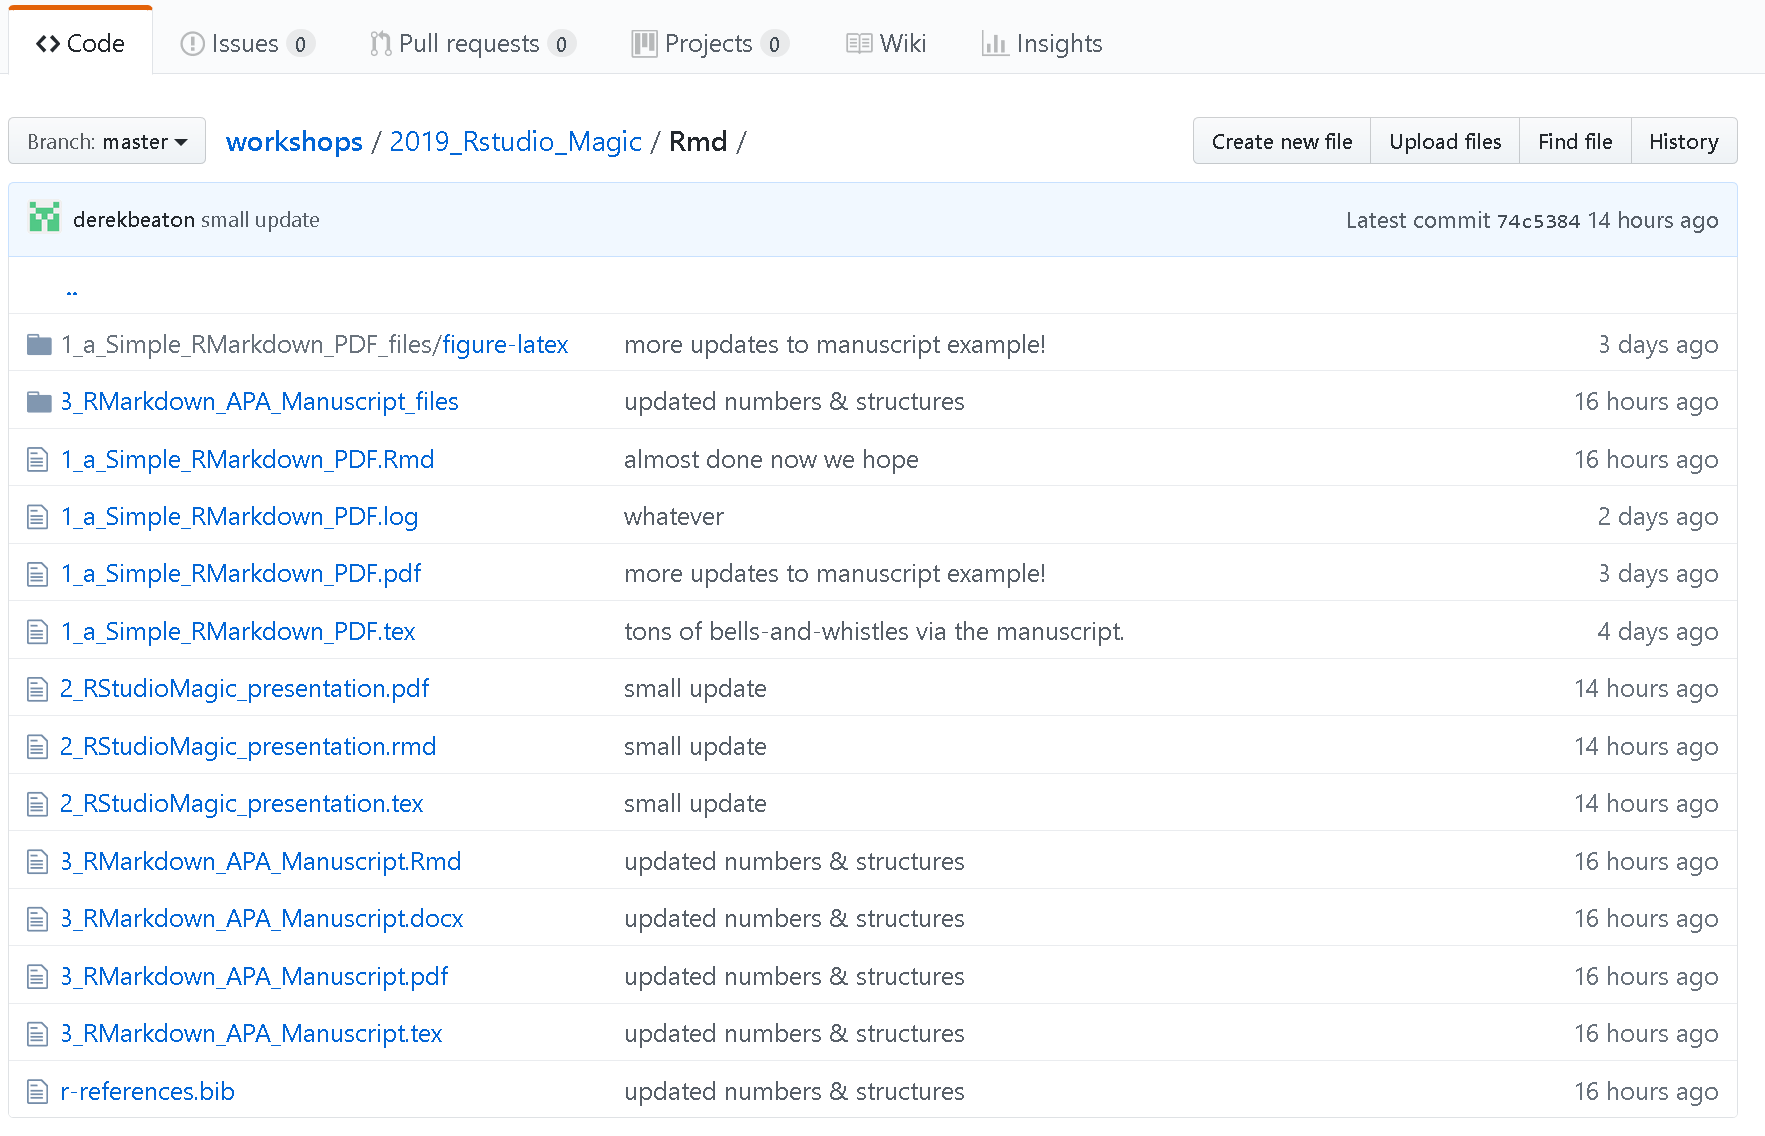 Code Issues 0 Pull requests 0 Projects 0 Wiki Insights
Branch: master workshops / 2019_Rstudio_Magic / Rmd / Create new file Upload files Find file History
derekbeaton small update Latest commit 74c5384 14 hours ago
..
1_a_Simple_RMarkdown_PDF_files/figure-latex more updates to manuscript example! 3 days ago
3_RMarkdown_APA_Manuscript_files updated numbers & structures 16 hours ago
1_a_Simple_RMarkdown_PDF.Rmd almost done now we hope 16 hours ago
1_a_Simple_RMarkdown_PDF.log whatever 2 days ago
1_a_Simple_RMarkdown_PDF.pdf more updates to manuscript example! 3 days ago
1_a_Simple_RMarkdown_PDF.tex tons of bells-and-whistles via the manuscript. 4 days ago
2_RStudioMagic_presentation.pdf small update 14 hours ago
2_RStudioMagic_presentation.rmd small update 14 hours ago
2_RStudioMagic_presentation.tex small update 14 hours ago
3_RMarkdown_APA_Manuscript.Rmd updated numbers & structures 16 hours ago
3_RMarkdown_APA_Manuscript.docx updated numbers & structures 16 hours ago
3_RMarkdown_APA_Manuscript.pdf updated numbers & structures 16 hours ago
3_RMarkdown_APA_Manuscript.tex updated numbers & structures 16 hours ago
r-references.bib updated numbers & structures 16 hours ago